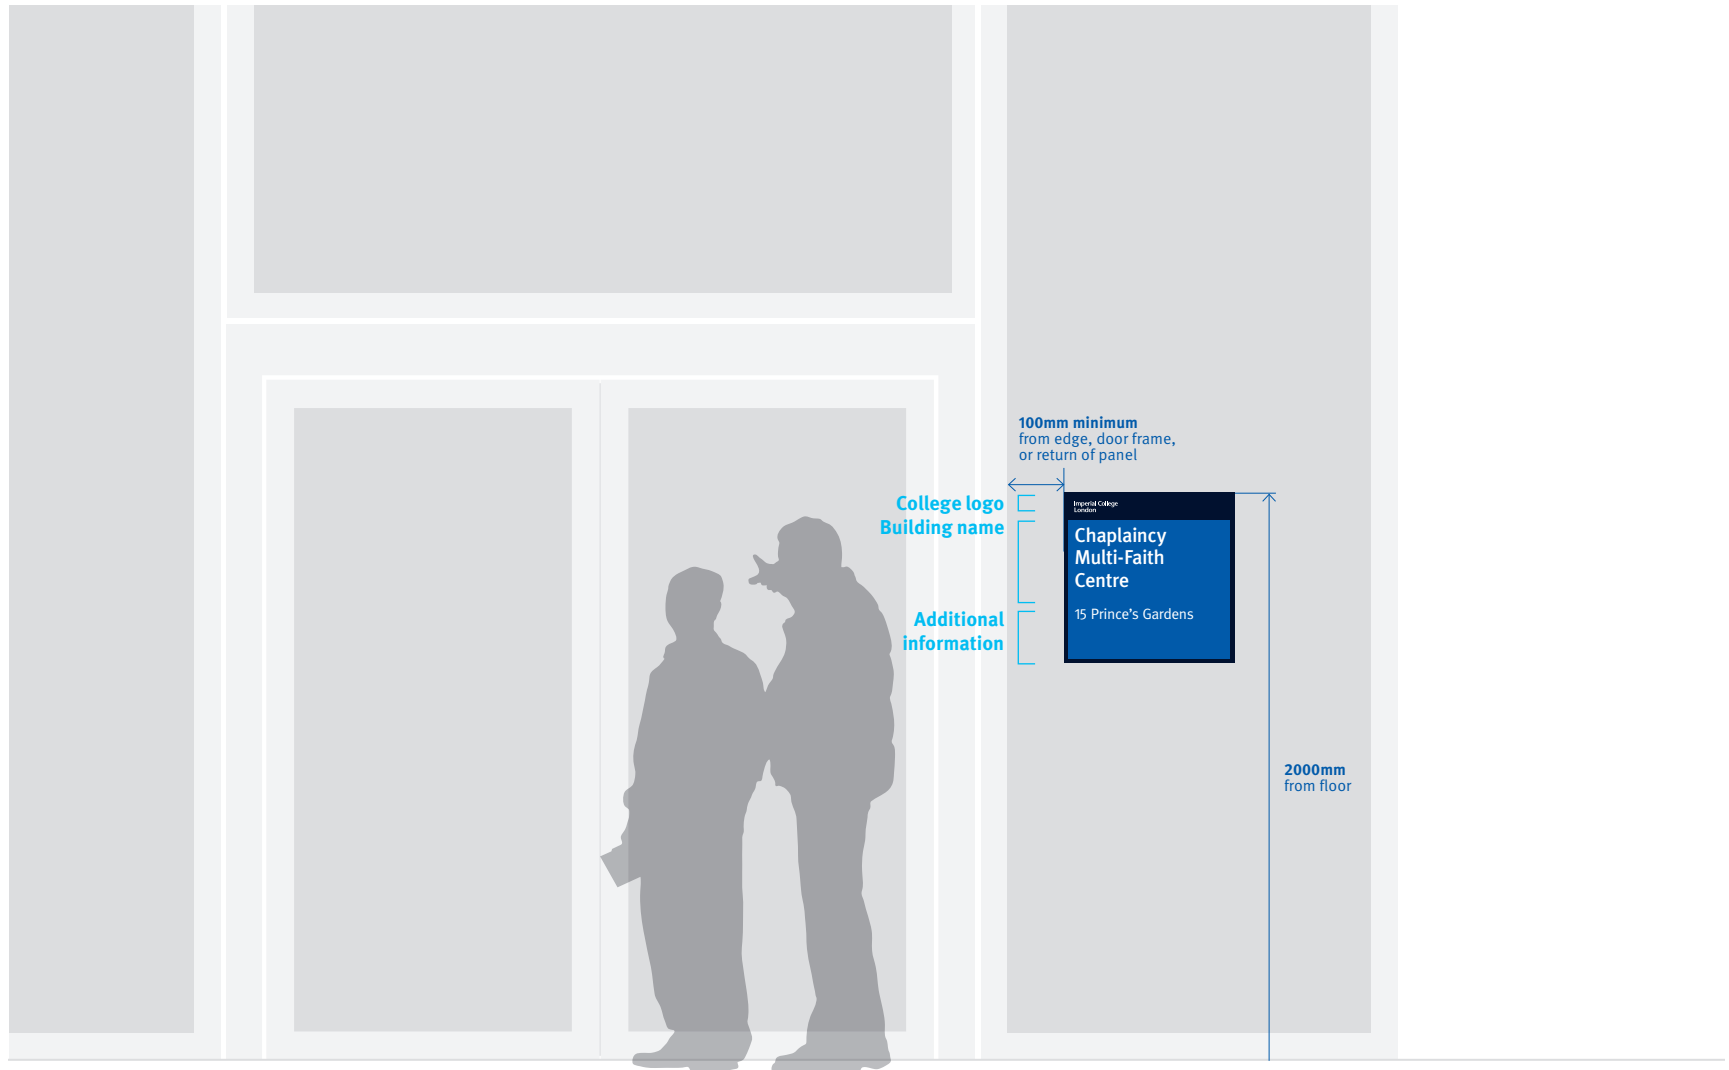 100mm minimum
from edge, door frame,
or return of panel
College logo
Building name
Additional
information
Imperial College
London
Chaplaincy
Multi-Faith
Centre
15 Prince’s Gardens
2000mm
from floor